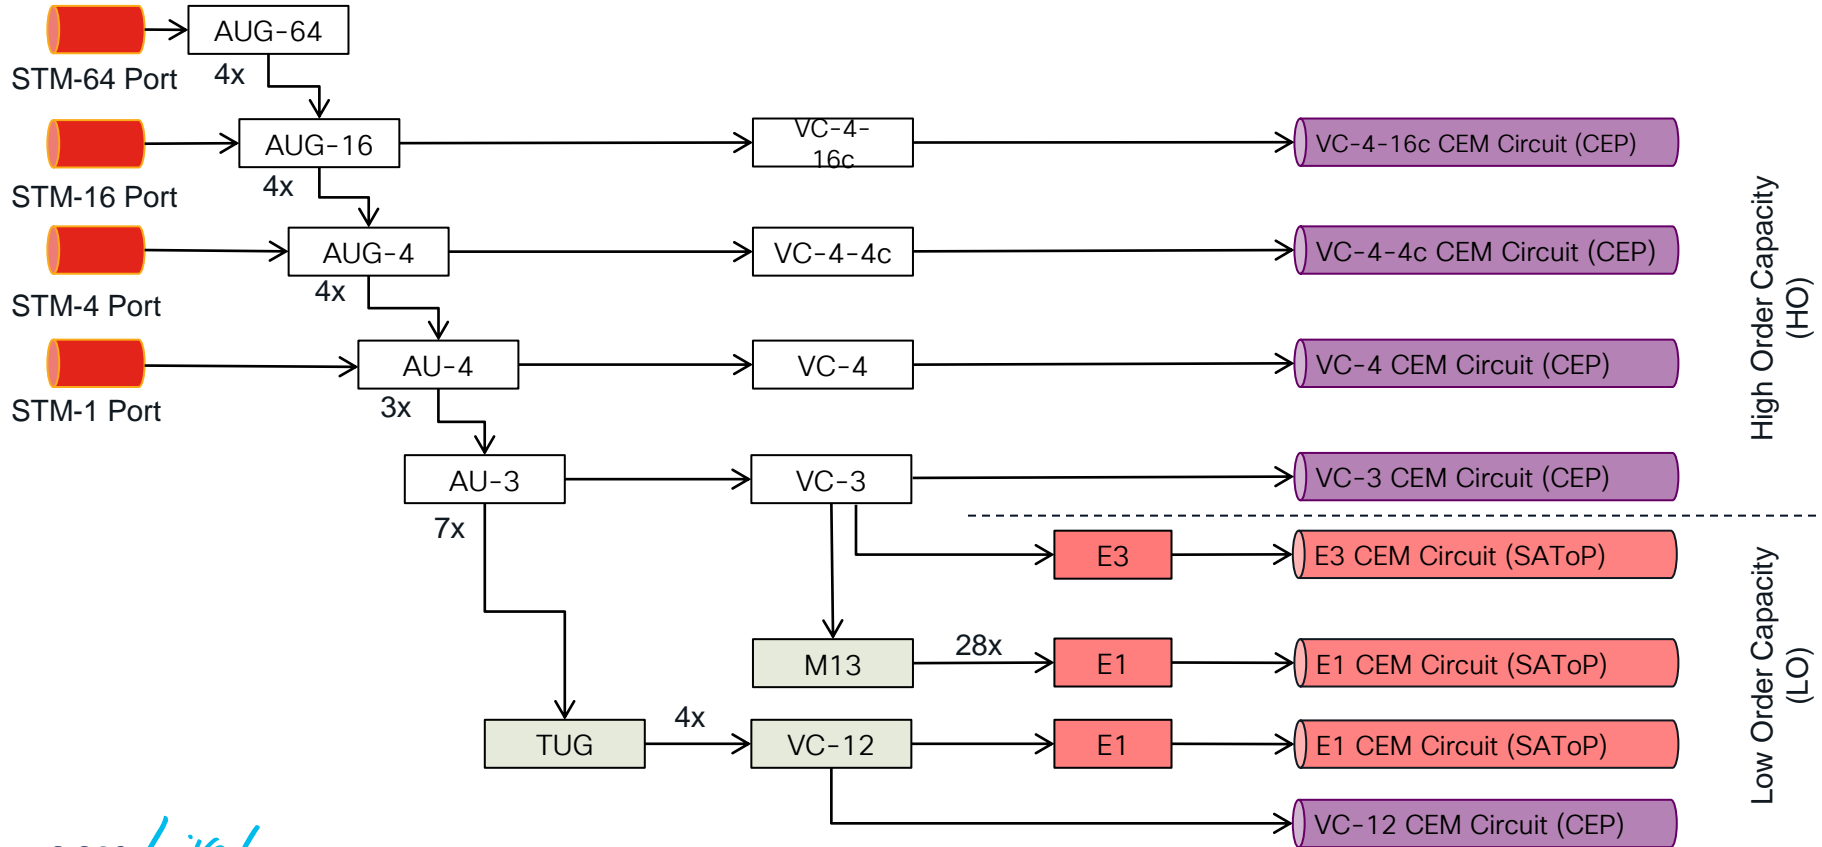 AUG-64
STM-64 Port
4x
AUG-16
VC-4-
16c
VC-4-16c CEM Circuit (CEP)
STM-16 Port
4x
AUG-4
VC-4-4c
VC-4-4c CEM Circuit (CEP)
STM-4 Port
4x
AU-4
VC-4
VC-4 CEM Circuit (CEP)
STM-1 Port
3x
AU-3
VC-3
VC-3 CEM Circuit (CEP)
High Order Capacity
(HO)
7x
E3
E3 CEM Circuit (SAToP)
M13
28x
E1
E1 CEM Circuit (SAToP)
TUG
4x
VC-12
E1
E1 CEM Circuit (SAToP)
VC-12 CEM Circuit (CEP)
Low Order Capacity
(LO)